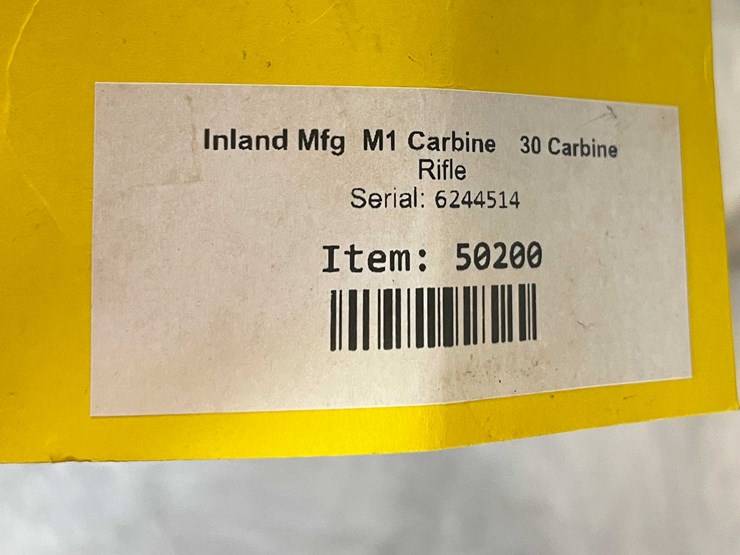 Inland Mfg M1 Carbine 30 Carbine
Rifle
Serial: 6244514
Item: 50200